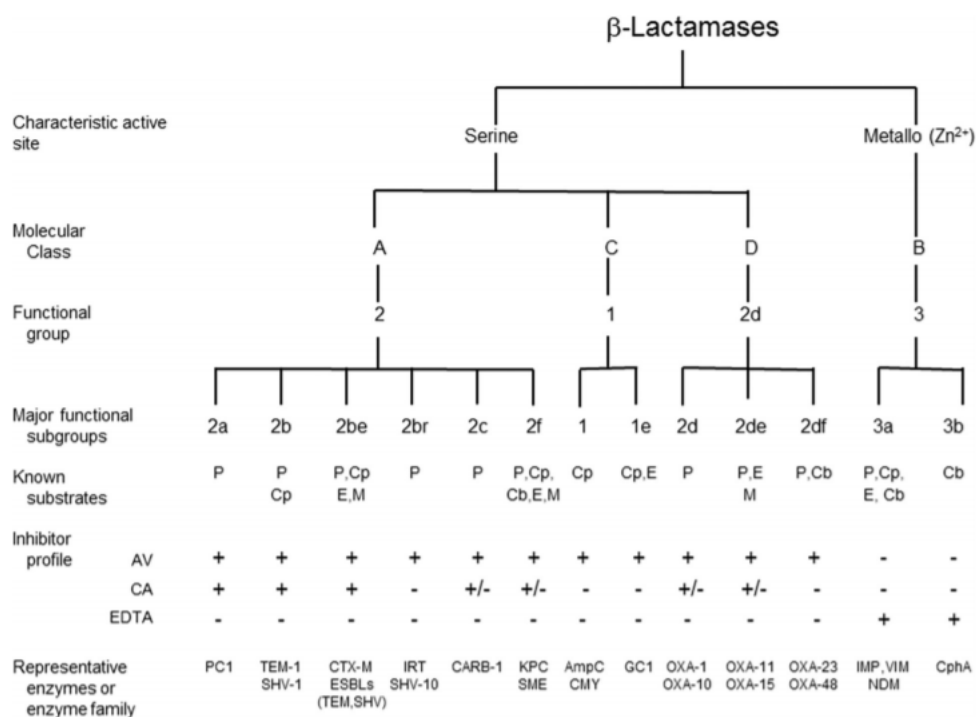 β-Lactamases
Characteristic active
site
Serine
Metallo (Zn²⁺)
Molecular
Class
A
C
D
B
Functional
group
2
1
2d
3
Major functional
subgroups
2a 2b 2be 2br 2c 2f 1 1e 2d 2de 2df 3a 3b
Known
substrates
P P P,Cp P P P,Cp, Cp Cp,E P P,E P,Cb P,Cp, Cb
Cp E,M Cb,E,M M E, Cb
Inhibitor
profile
AV + + + + + + + + + + + - -
CA + + + - +/- +/- - - +/- +/- - - -
EDTA - - - - - - - - - - - + +
Representative
enzymes or
enzyme family
PC1 TEM-1 CTX-M IRT CARB-1 KPC AmpC GC1 OXA-1 OXA-11 OXA-23 IMP,VIM CphA
SHV-1 ESBLs SHV-10 SME CMY OXA-10 OXA-15 OXA-48 NDM
(TEM,SHV)